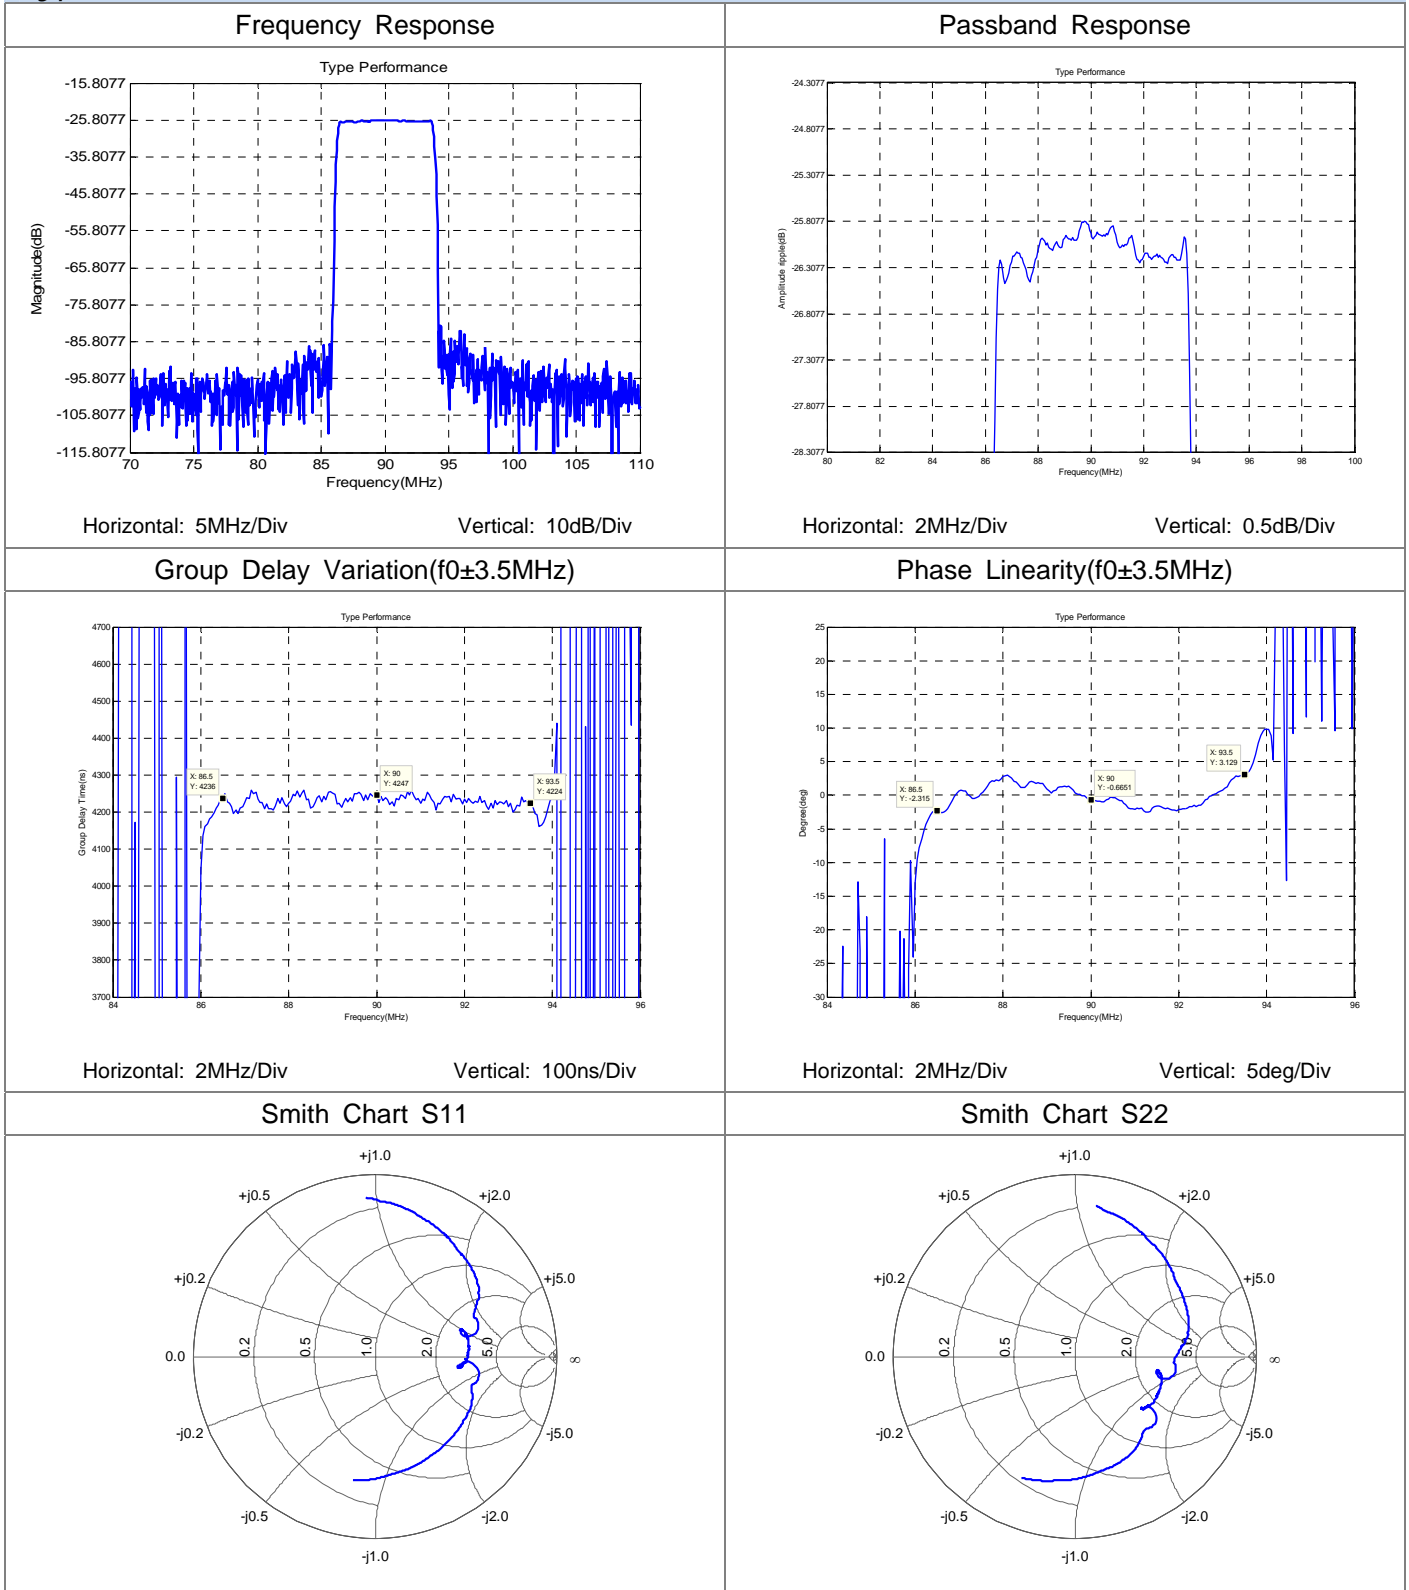 Frequency Response
Passband Response
Type Performance
-15.8077
-25.8077
-35.8077
-45.8077
-55.8077
-65.8077
-75.8077
-85.8077
-95.8077
-105.8077
-115.8077
Magnitude(dB)
70 75 80 85 90 95 100 105 110
Frequency(MHz)
Horizontal: 5MHz/Div Vertical: 10dB/Div
Type Performance
-24.3077
-24.8077
-25.3077
-25.8077
-26.3077
-26.8077
-27.3077
-27.8077
-28.3077
Amplitude ripple(dB)
80 82 84 86 88 90 92 94 96 98 100
Frequency(MHz)
Horizontal: 2MHz/Div Vertical: 0.5dB/Div
Group Delay Variation(f0±3.5MHz)
Phase Linearity(f0±3.5MHz)
Type Performance
4700
4600
4500
4400
4300
4200
4100
4000
3900
3800
3700
Group Delay Time(ns)
X: 86.5
Y: 4236
X: 90
Y: 4247
X: 93.5
Y: 4224
84 86 88 90 92 94 96
Frequency(MHz)
Horizontal: 2MHz/Div Vertical: 100ns/Div
Type Performance
25
20
15
10
5
0
-5
-10
-15
-20
-25
-30
Degree(deg)
X: 86.5
Y: -2.315
X: 90
Y: -0.6651
X: 93.5
Y: 3.129
84 86 88 90 92 94 96
Frequency(MHz)
Horizontal: 2MHz/Div Vertical: 5deg/Div
Smith Chart S11
Smith Chart S22
+j1.0
+j0.5
+j2.0
+j0.2
+j5.0
0.0
0.2
0.5
1.0
2.0
5.0
∞
-j0.2
-j5.0
-j0.5
-j2.0
-j1.0
+j1.0
+j0.5
+j2.0
+j0.2
+j5.0
0.0
0.2
0.5
1.0
2.0
5.0
∞
-j0.2
-j5.0
-j0.5
-j2.0
-j1.0